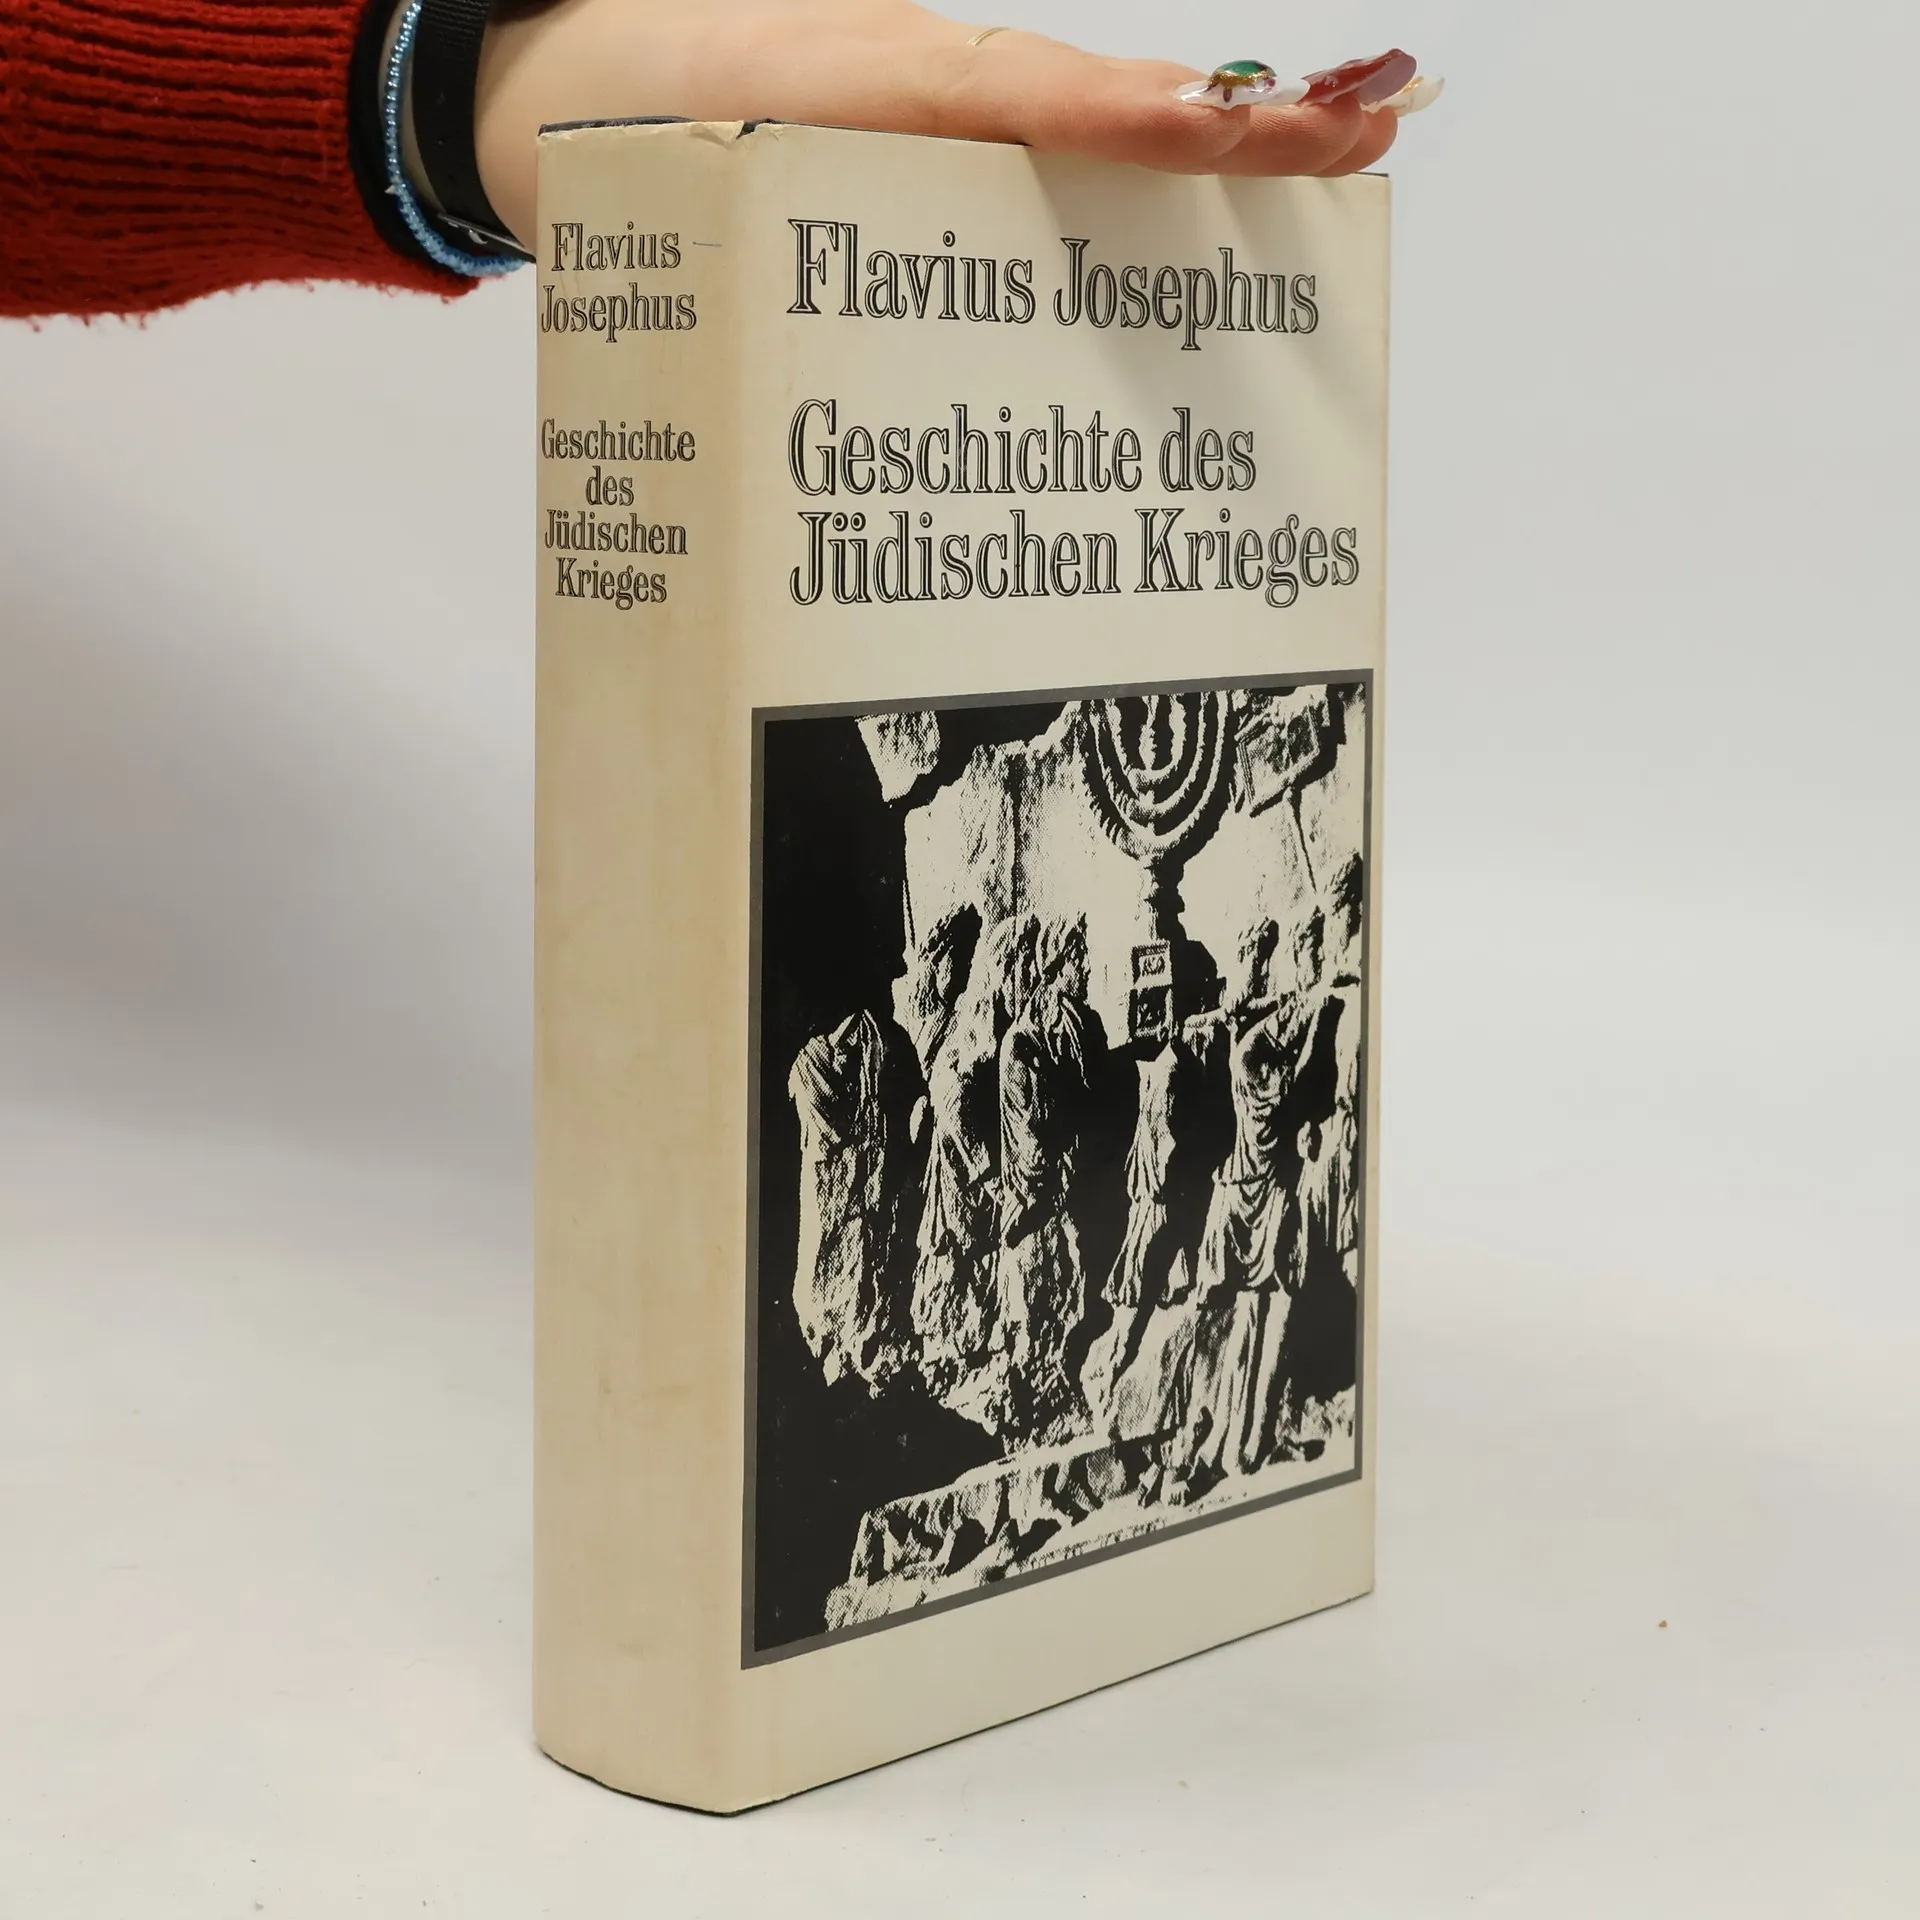 Flavius
Josephus
Geschichte
des
Jüdischen
Krieges
Flavius Josephus
Geschichte des
Jüdischen Krieges